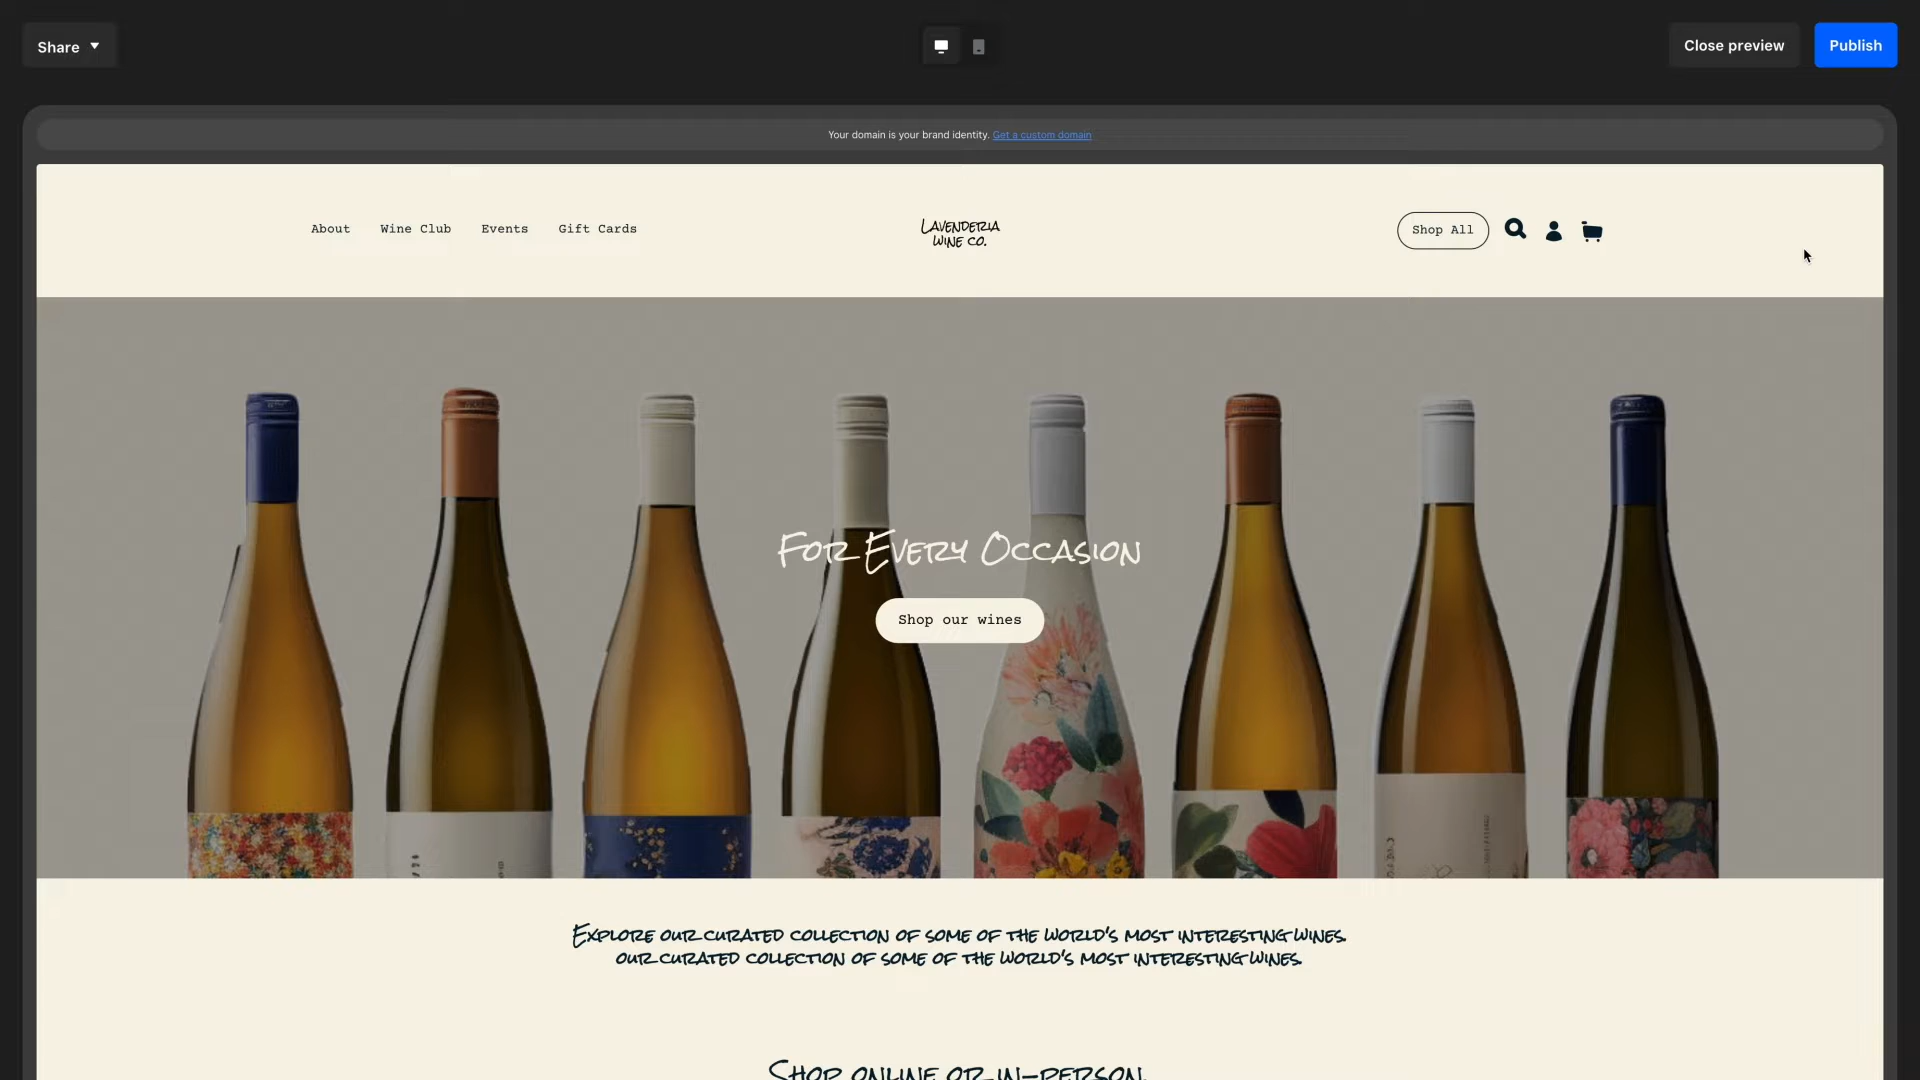 Share
Close preview
Publish
Your domain is your brand identity. Get a custom domain
About
Wine Club
Events
Gift Cards
LAVENDERIA
WINE CO.
Shop All
FOR EVERY OCCASION
Shop our wines
EXPLORE OUR CURATED COLLECTION OF SOME OF THE WORLD'S MOST INTERESTING WINES.
OUR CURATED COLLECTION OF SOME OF THE WORLD'S MOST INTERESTING WINES.
SHOP ONLINE OR IN-PERSON